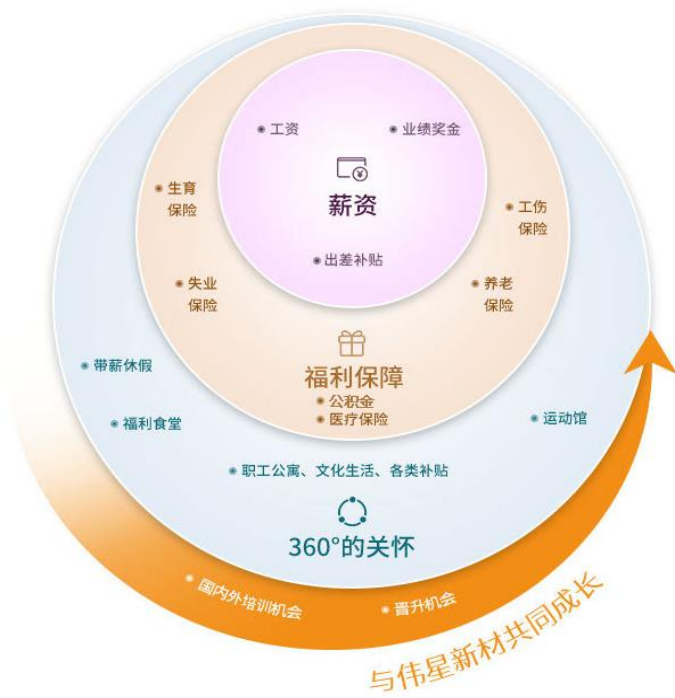 工资
业绩奖金
薪资
出差补贴
生育
保险
工伤
保险
失业
保险
养老
保险
福利保障
公积金
医疗保险
带薪休假
福利食堂
运动馆
职工公寓、文化生活、各类补贴
360°的关怀
国内外培训机会
晋升机会
与伟星新材共同成长